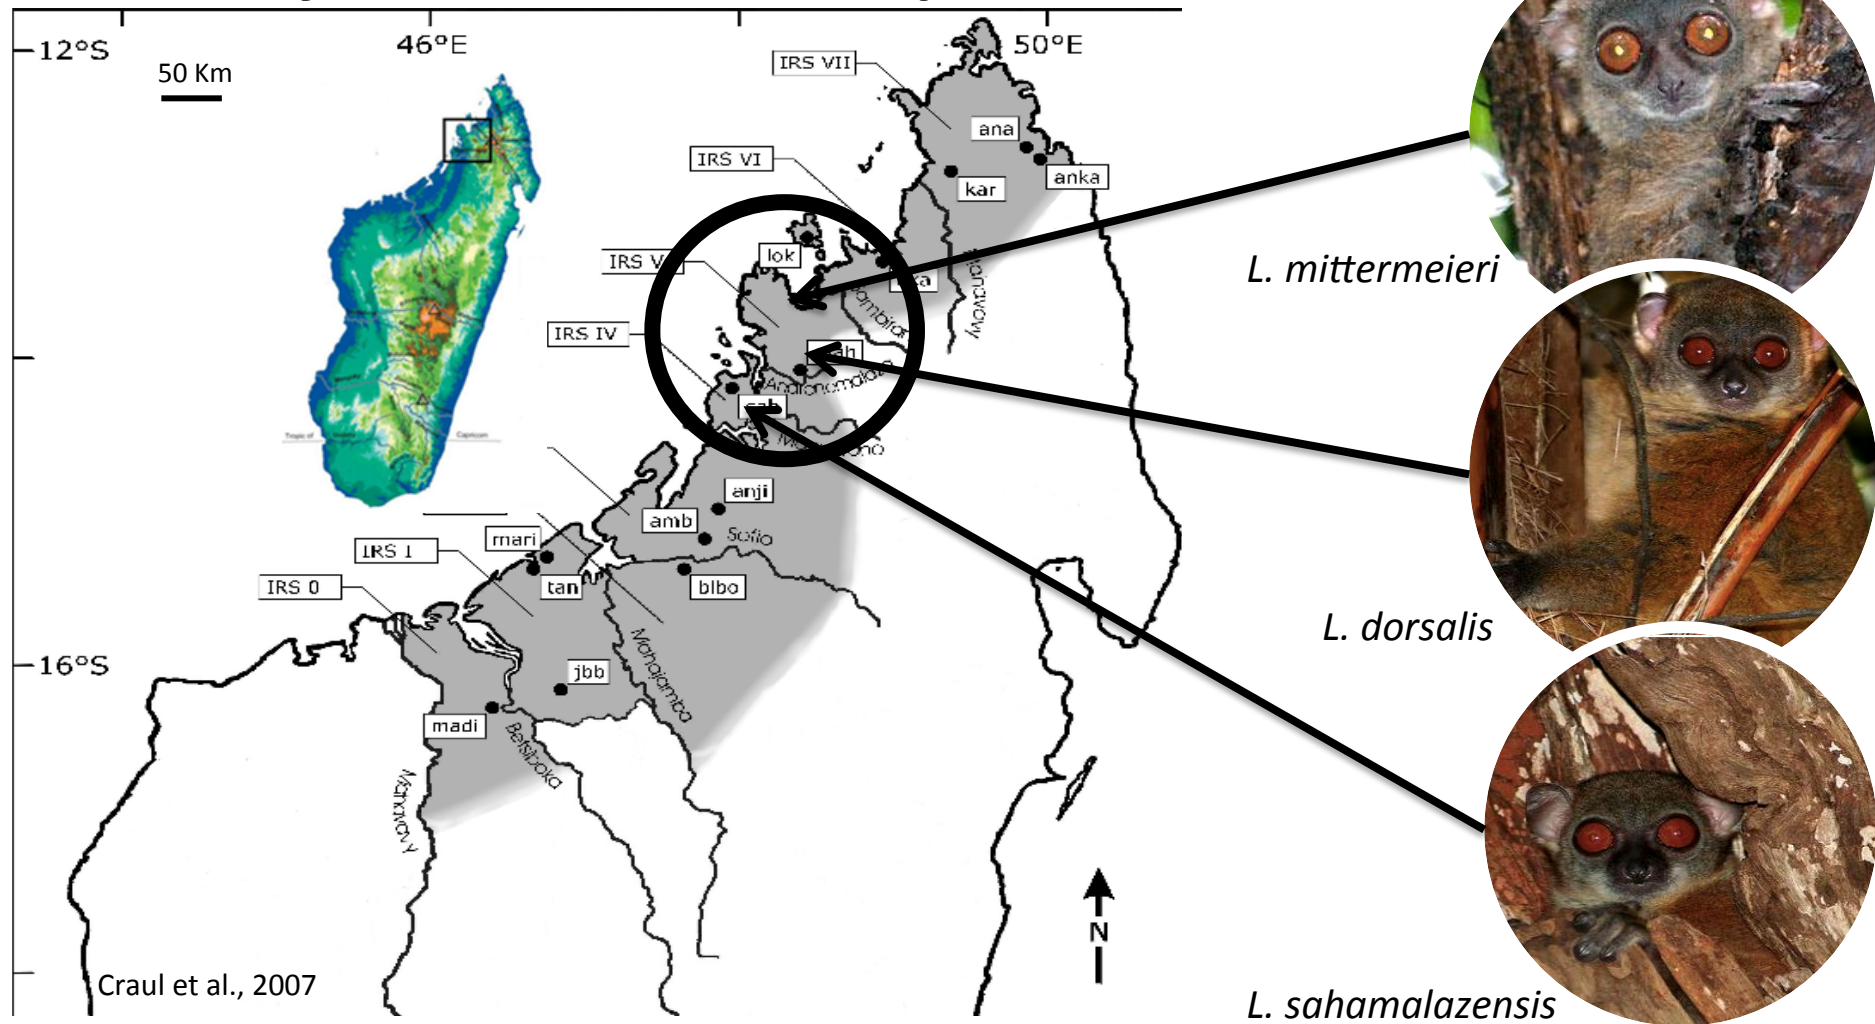 12°S
46°E
50°E
50 Km
IRS VII
ana
IRS VI
anka
kar
lok
Mahavavy
L. mittermeieri
IRS V
IRS IV
Andranomalaza
anji
amb
Sofia
mari
IRS I
tan
blbo
IRS 0
L. dorsalis
Mahajamba
16°S
jbb
madi
Betsiboka
Mahavavy
N
Craul et al., 2007
L. sahamalazensis